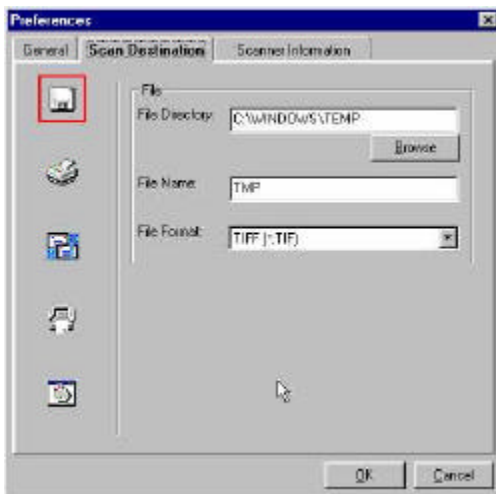 Preferences
General Scan Destination Scanner Information
File
File Directory: C:\WINDOWS\TEMP
Browse
File Name: TMP
File Format: TIFF (*.TIF)
OK Cancel